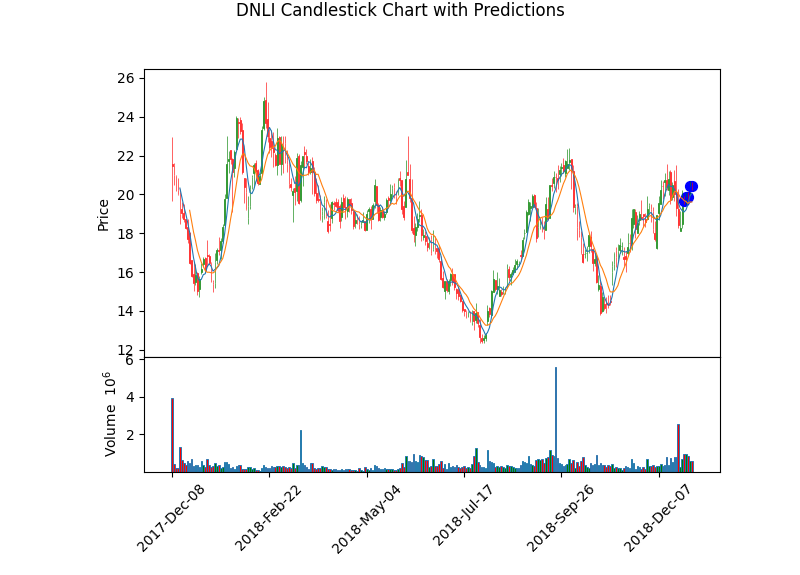 DNLI Candlestick Chart with Predictions
26
24
22
20
18
16
14
12
Price
6
4
2
Volume 10^6
2017-Dec-08
2018-Feb-22
2018-May-04
2018-Jul-17
2018-Sep-26
2018-Dec-07